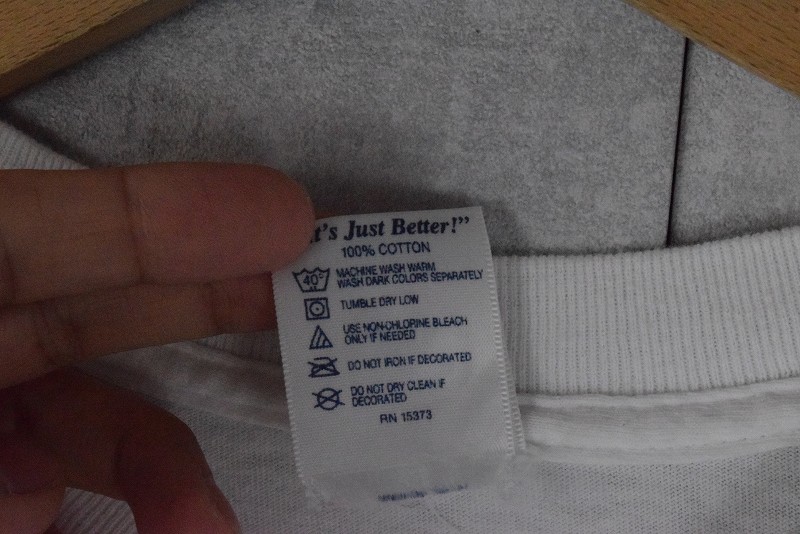 It's Just Better!”
100% COTTON
40
MACHINE WASH WARM
WASH DARK COLORS SEPARATELY
TUMBLE DRY LOW
USE NON-CHLORINE BLEACH
ONLY IF NEEDED
DO NOT IRON IF DECORATED
DO NOT DRY CLEAN IF
DECORATED
RN 15373